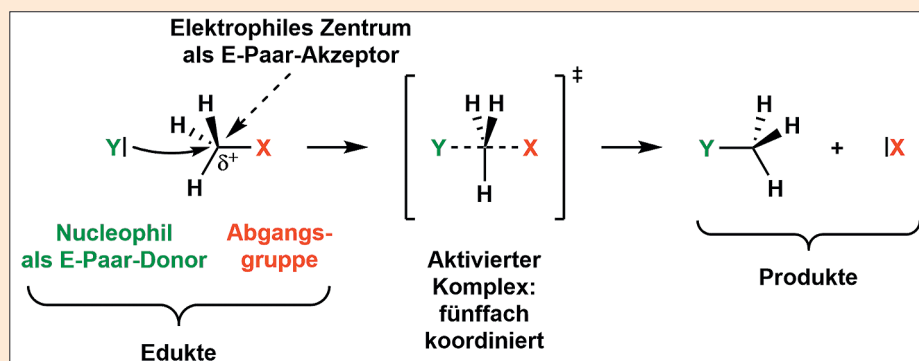 Elektrophiles Zentrum
als E-Paar-Akzeptor
H
H
Y|
X
δ+
H
‡
H H
Y
X
H
H
H
Y
H
+
|X
Nucleophil
als E-Paar-Donor
Abgangs-
gruppe
Edukte
Aktivierter
Komplex:
fünffach
koordiniert
Produkte